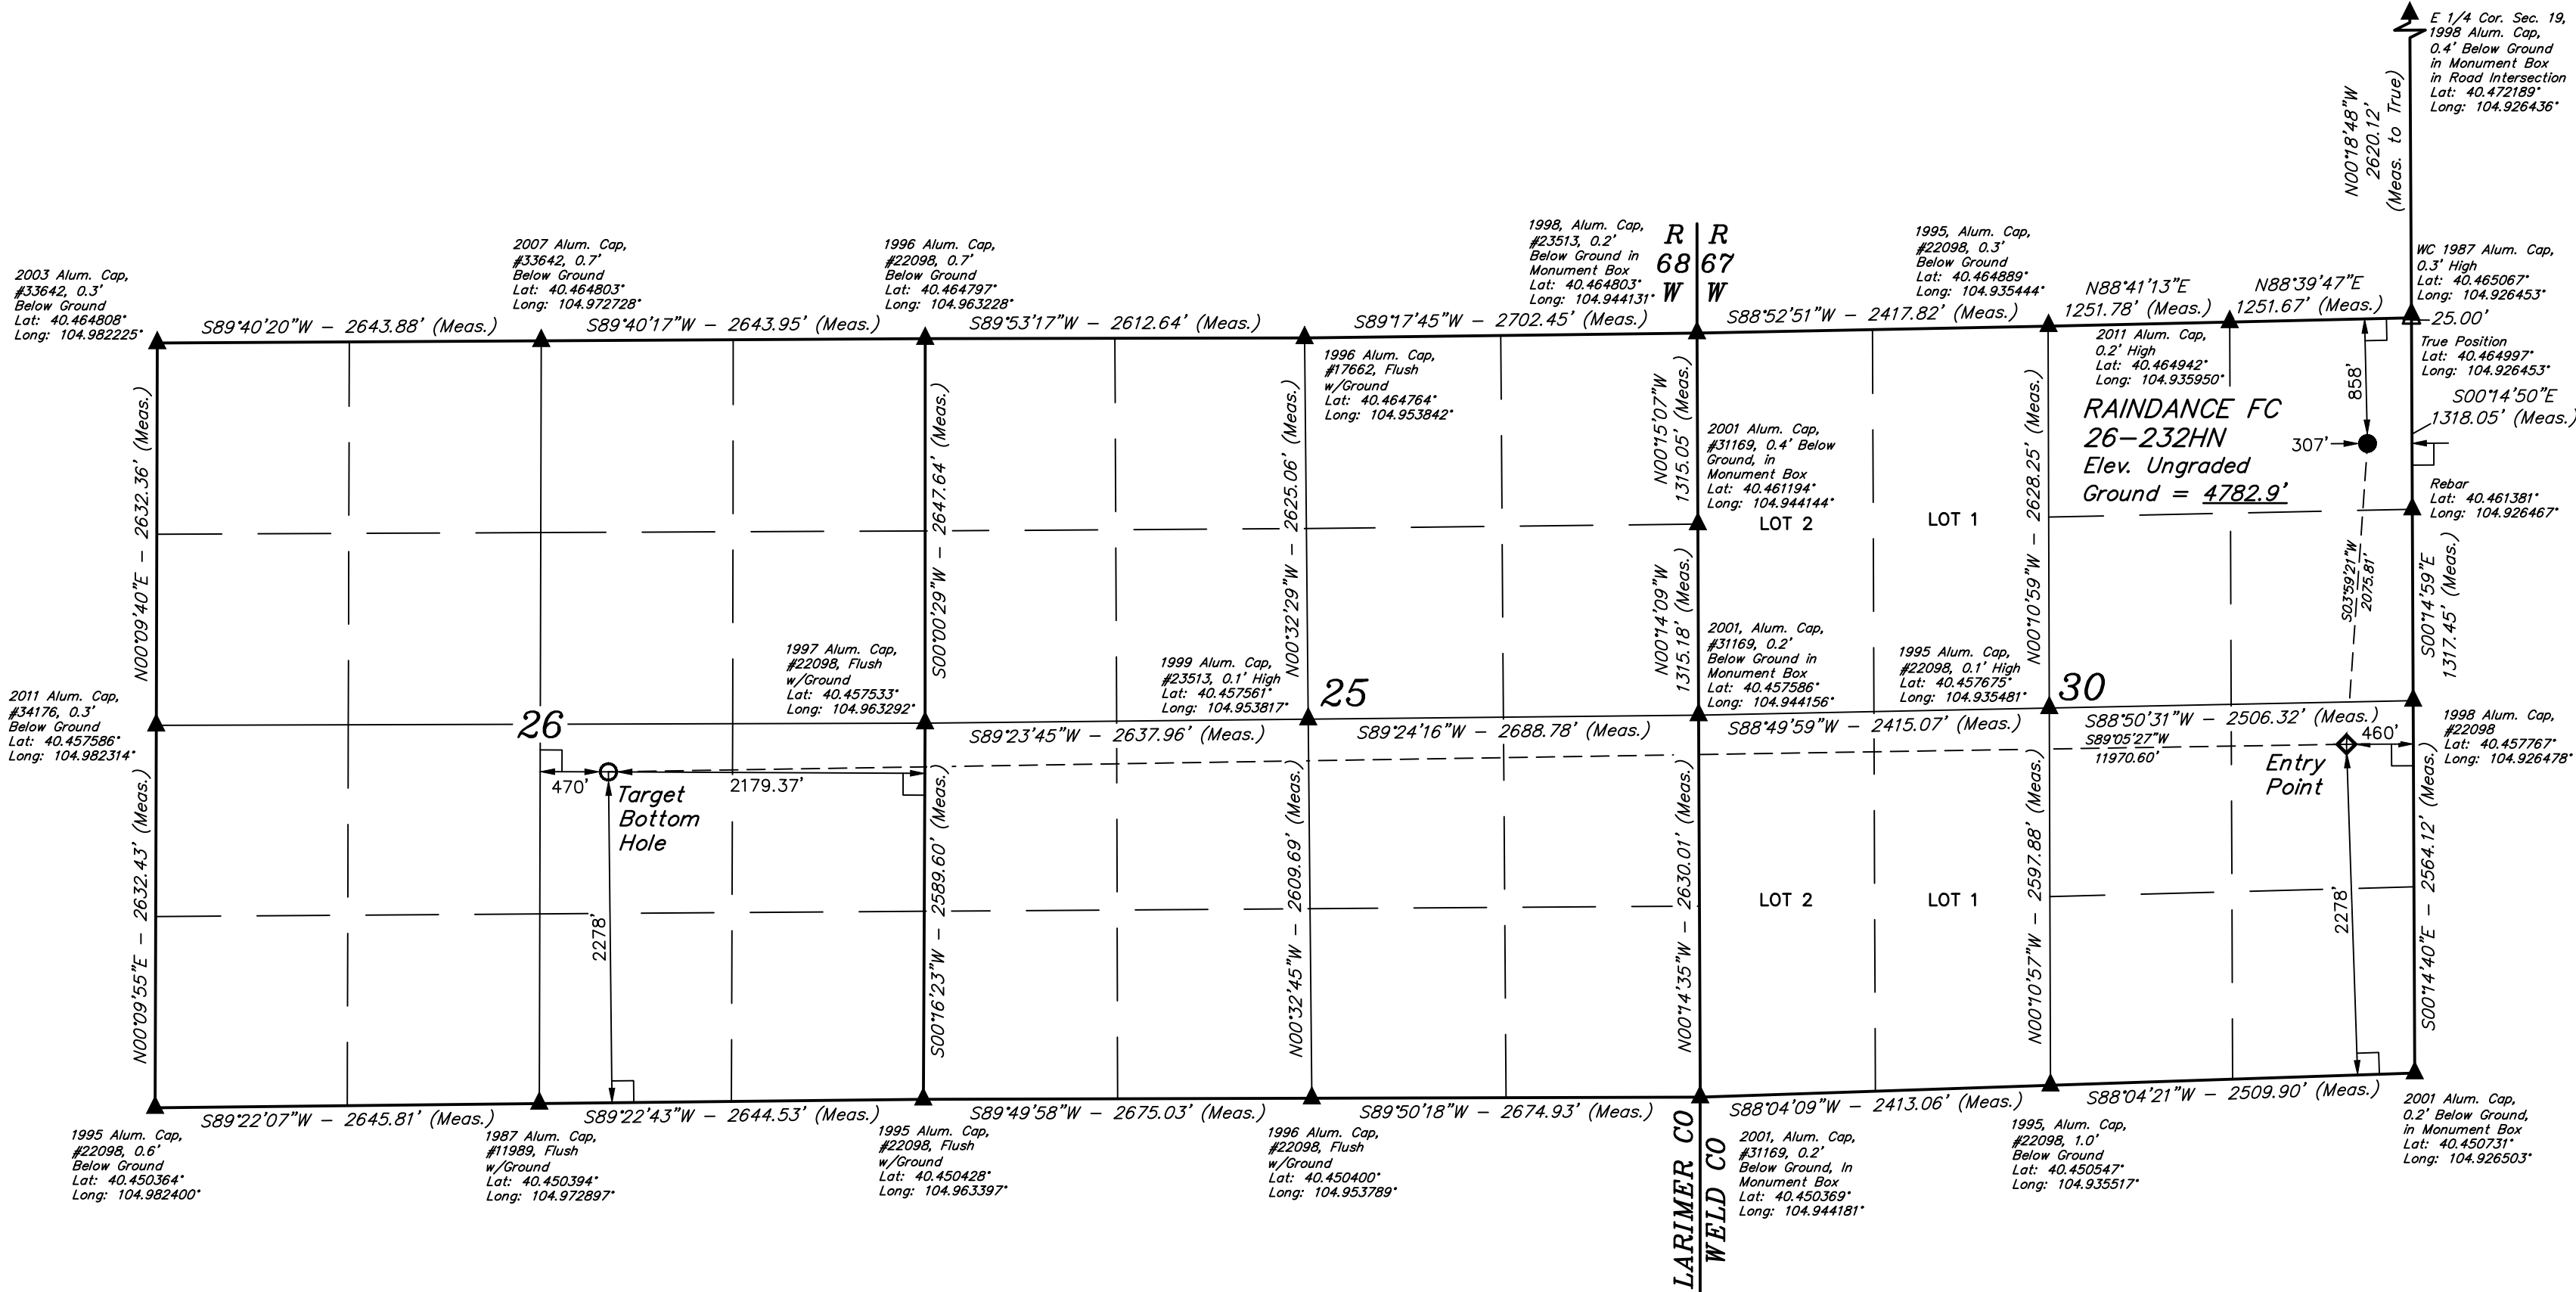 E 1/4 Cor. Sec. 19,
1998 Alum. Cap,
0.4' Below Ground
in Monument Box
in Road Intersection
Lat: 40.472189°
Long: 104.926436°
N00°18'48"W
2620.12'
(Meas. to True)
2003 Alum. Cap,
#33642, 0.3'
Below Ground
Lat: 40.464808°
Long: 104.982225°
2007 Alum. Cap,
#33642, 0.7'
Below Ground
Lat: 40.464803°
Long: 104.972728°
1996 Alum. Cap,
#22098, 0.7'
Below Ground
Lat: 40.464797°
Long: 104.963228°
1998, Alum. Cap,
#23513, 0.2'
Below Ground in
Monument Box
Lat: 40.464803°
Long: 104.944131°
R R
68 67
W W
1995, Alum. Cap,
#22098, 0.3'
Below Ground
Lat: 40.464889°
Long: 104.935444°
WC 1987 Alum. Cap,
0.3' High
Lat: 40.465067°
Long: 104.926453°
S89°40'20"W - 2643.88' (Meas.)
S89°40'17"W - 2643.95' (Meas.)
S89°53'17"W - 2612.64' (Meas.)
S89°17'45"W - 2702.45' (Meas.)
S88°52'51"W - 2417.82' (Meas.)
N88°41'13"E
1251.78' (Meas.)
N88°39'47"E
1251.67' (Meas.)
25.00'
True Position
Lat: 40.464997°
Long: 104.926453°
1996 Alum. Cap,
#17662, Flush
w/Ground
Lat: 40.464764°
Long: 104.953842°
2011 Alum. Cap,
0.2' High
Lat: 40.464942°
Long: 104.935950°
RAINDANCE FC
26-232HN
Elev. Ungraded
Ground = 4782.9'
858'
307'
S00°14'50"E
1318.05' (Meas.)
N00°09'40"E - 2632.36' (Meas.)
S00°00'29"W - 2647.64' (Meas.)
N00°32'29"W - 2625.06' (Meas.)
N00°15'07"W
1315.05' (Meas.)
2001 Alum. Cap,
#31169, 0.4' Below
Ground, in
Monument Box
Lat: 40.461194°
Long: 104.944144°
LOT 2
LOT 1
N00°10'59"W - 2628.25' (Meas.)
Rebar
Lat: 40.461381°
Long: 104.926467°
S03°59'21"W
2075.81'
S00°14'59"E
1317.45' (Meas.)
N00°14'09"W
1315.18' (Meas.)
2011 Alum. Cap,
#34176, 0.3'
Below Ground
Lat: 40.457586°
Long: 104.982314°
26
1997 Alum. Cap,
#22098, Flush
w/Ground
Lat: 40.457533°
Long: 104.963292°
1999 Alum. Cap,
#23513, 0.1' High
Lat: 40.457561°
Long: 104.953817°
25
2001, Alum. Cap,
#31169, 0.2'
Below Ground in
Monument Box
Lat: 40.457586°
Long: 104.944156°
1995 Alum. Cap,
#22098, 0.1' High
Lat: 40.457675°
Long: 104.935481°
30
1998 Alum. Cap,
#22098
Lat: 40.457767°
Long: 104.926478°
S89°23'45"W - 2637.96' (Meas.)
S89°24'16"W - 2688.78' (Meas.)
S88°49'59"W - 2415.07' (Meas.)
S88°50'31"W - 2506.32' (Meas.)
S89°05'27"W
11970.60'
460'
Entry
Point
470'
2179.37'
Target
Bottom
Hole
2278'
2278'
N00°09'55"E - 2632.43' (Meas.)
S00°16'23"W - 2589.60' (Meas.)
N00°32'45"W - 2609.69' (Meas.)
N00°14'35"W - 2630.01' (Meas.)
LOT 2
LOT 1
N00°10'57"W - 2597.88' (Meas.)
S00°14'40"E - 2564.12' (Meas.)
S89°22'07"W - 2645.81' (Meas.)
S89°22'43"W - 2644.53' (Meas.)
S89°49'58"W - 2675.03' (Meas.)
S89°50'18"W - 2674.93' (Meas.)
S88°04'09"W - 2413.06' (Meas.)
S88°04'21"W - 2509.90' (Meas.)
1995 Alum. Cap,
#22098, 0.6'
Below Ground
Lat: 40.450364°
Long: 104.982400°
1987 Alum. Cap,
#11989, Flush
w/Ground
Lat: 40.450394°
Long: 104.972897°
1995 Alum. Cap,
#22098, Flush
w/Ground
Lat: 40.450428°
Long: 104.963397°
1996 Alum. Cap,
#22098, Flush
w/Ground
Lat: 40.450400°
Long: 104.953789°
LARIMER CO
WELD CO
2001, Alum. Cap,
#31169, 0.2'
Below Ground, In
Monument Box
Lat: 40.450369°
Long: 104.944181°
1995, Alum. Cap,
#22098, 1.0'
Below Ground
Lat: 40.450547°
Long: 104.935517°
2001 Alum. Cap,
0.2' Below Ground,
in Monument Box
Lat: 40.450731°
Long: 104.926503°